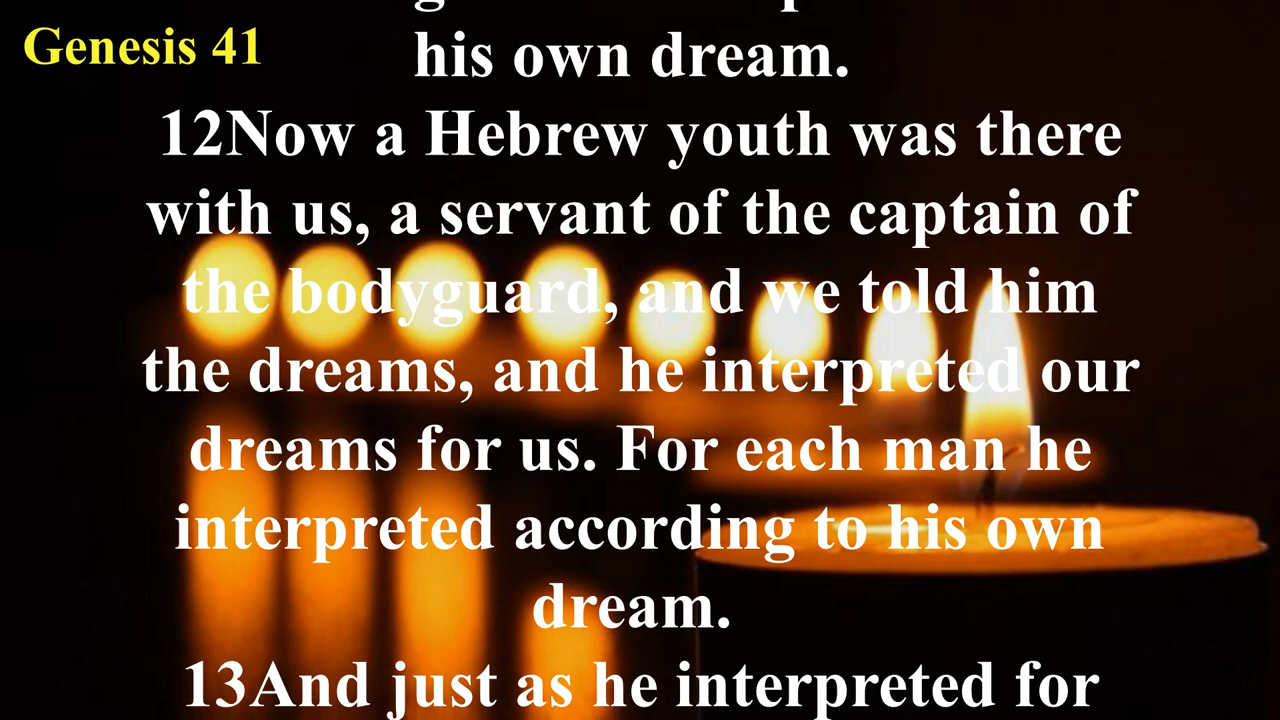 Genesis 41
his own dream.
12Now a Hebrew youth was there
with us, a servant of the captain of
the bodyguard, and we told him
the dreams, and he interpreted our
dreams for us. For each man he
interpreted according to his own
dream.
13And just as he interpreted for